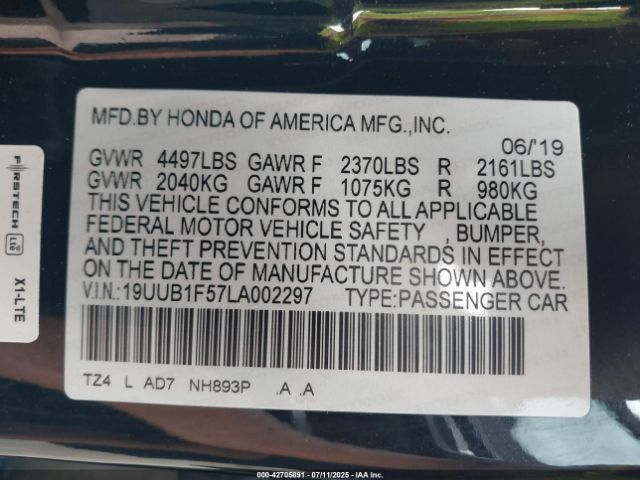 MFD.BY HONDA OF AMERICA MFG.,INC.
06/'19
GVWR 4497LBS GAWR F 2370LBS R 2161LBS
GVWR 2040KG GAWR F 1075KG R 980KG
THIS VEHICLE CONFORMS TO ALL APPLICABLE
FEDERAL MOTOR VEHICLE SAFETY , BUMPER,
AND THEFT PREVENTION STANDARDS IN EFFECT
ON THE DATE OF MANUFACTURE SHOWN ABOVE.
V.I.N.:19UUB1F57LA002297 TYPE:PASSENGER CAR
TZ4 L AD7 NH893P .A .A
FIRSTECH
LTE
X1-LTE
000-42705891 - 07/11/2025 - IAA Inc.